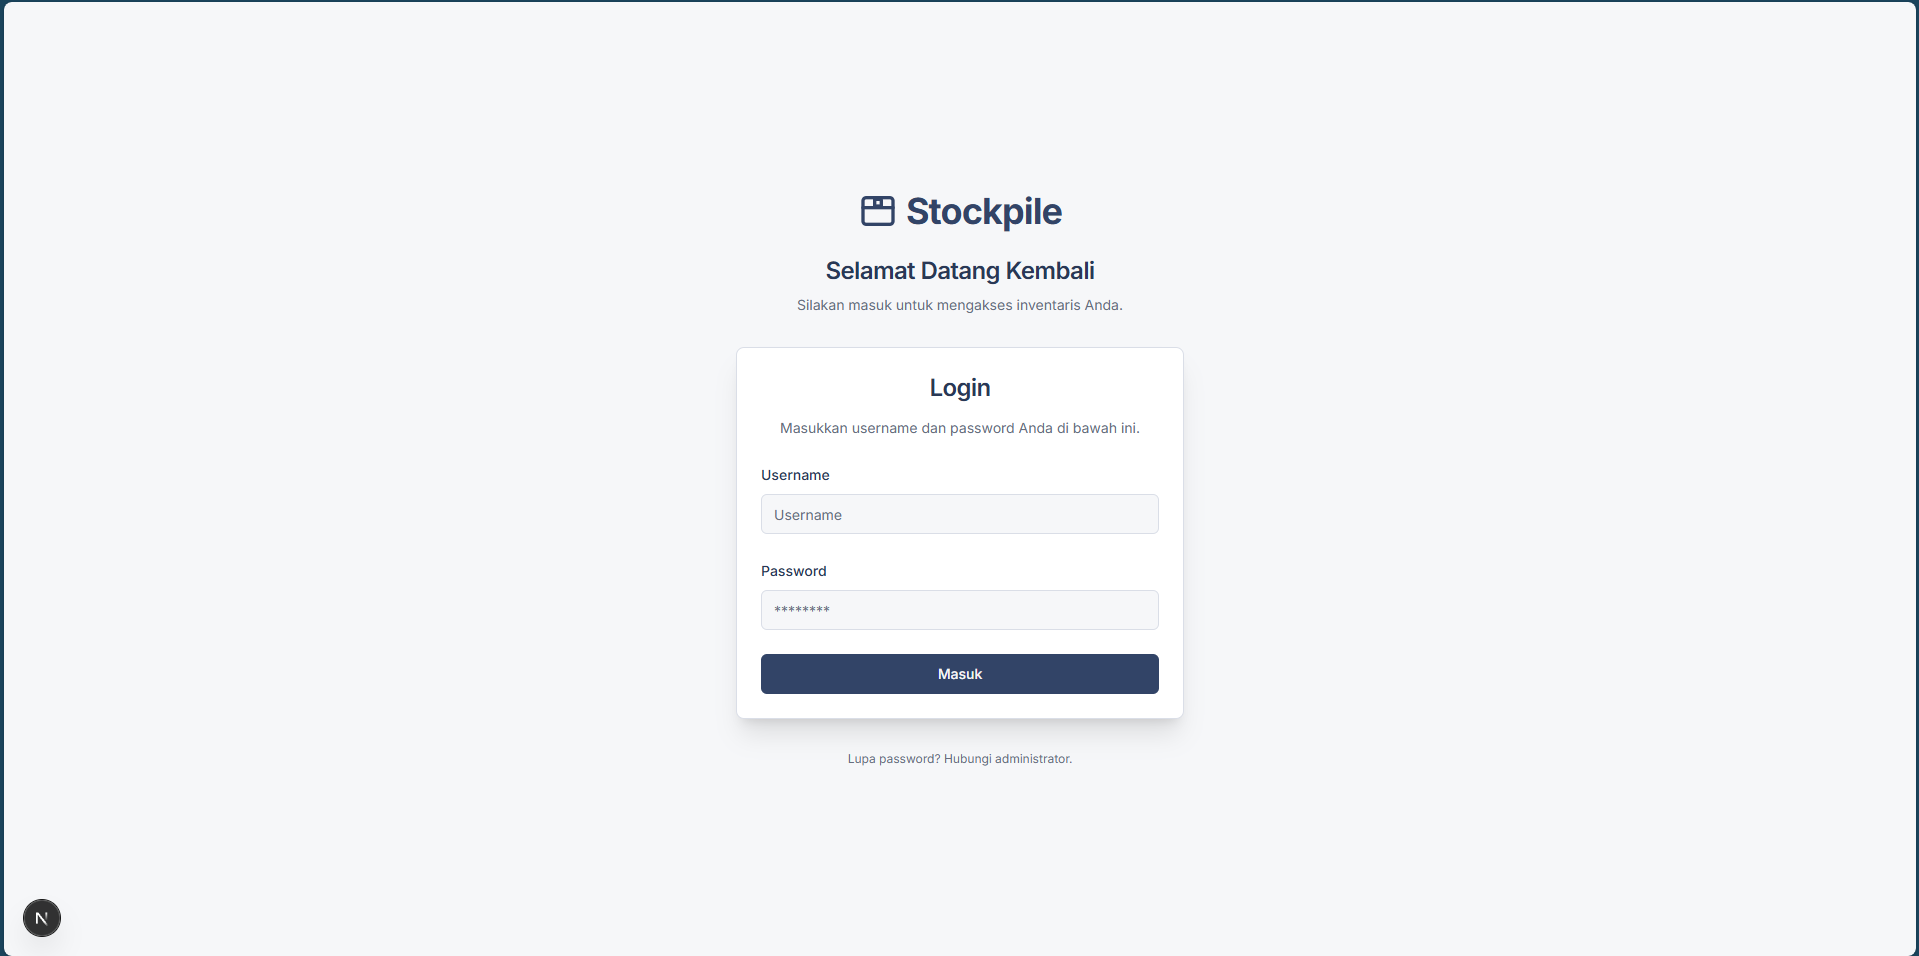 Stockpile
Selamat Datang Kembali
Silakan masuk untuk mengakses inventaris Anda.
Login
Masukkan username dan password Anda di bawah ini.
Username
Username
Password
********
Masuk
Lupa password? Hubungi administrator.
N